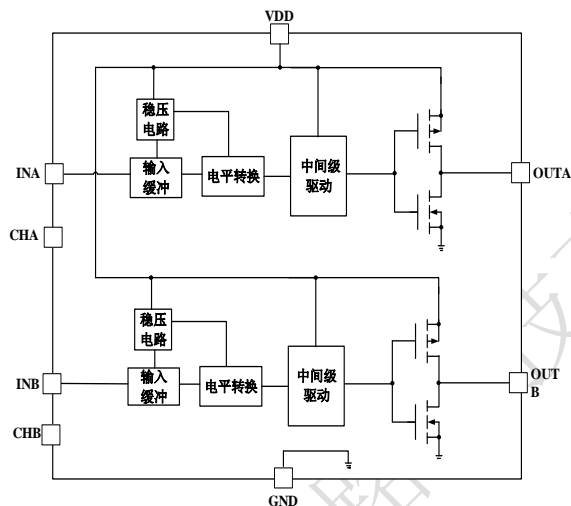 VDD
稳压
电路
INA
输入
缓冲
电平转换
中间级
驱动
OUTA
CHA
稳压
电路
INB
输入
缓冲
电平转换
中间级
驱动
OUT
B
CHB
GND